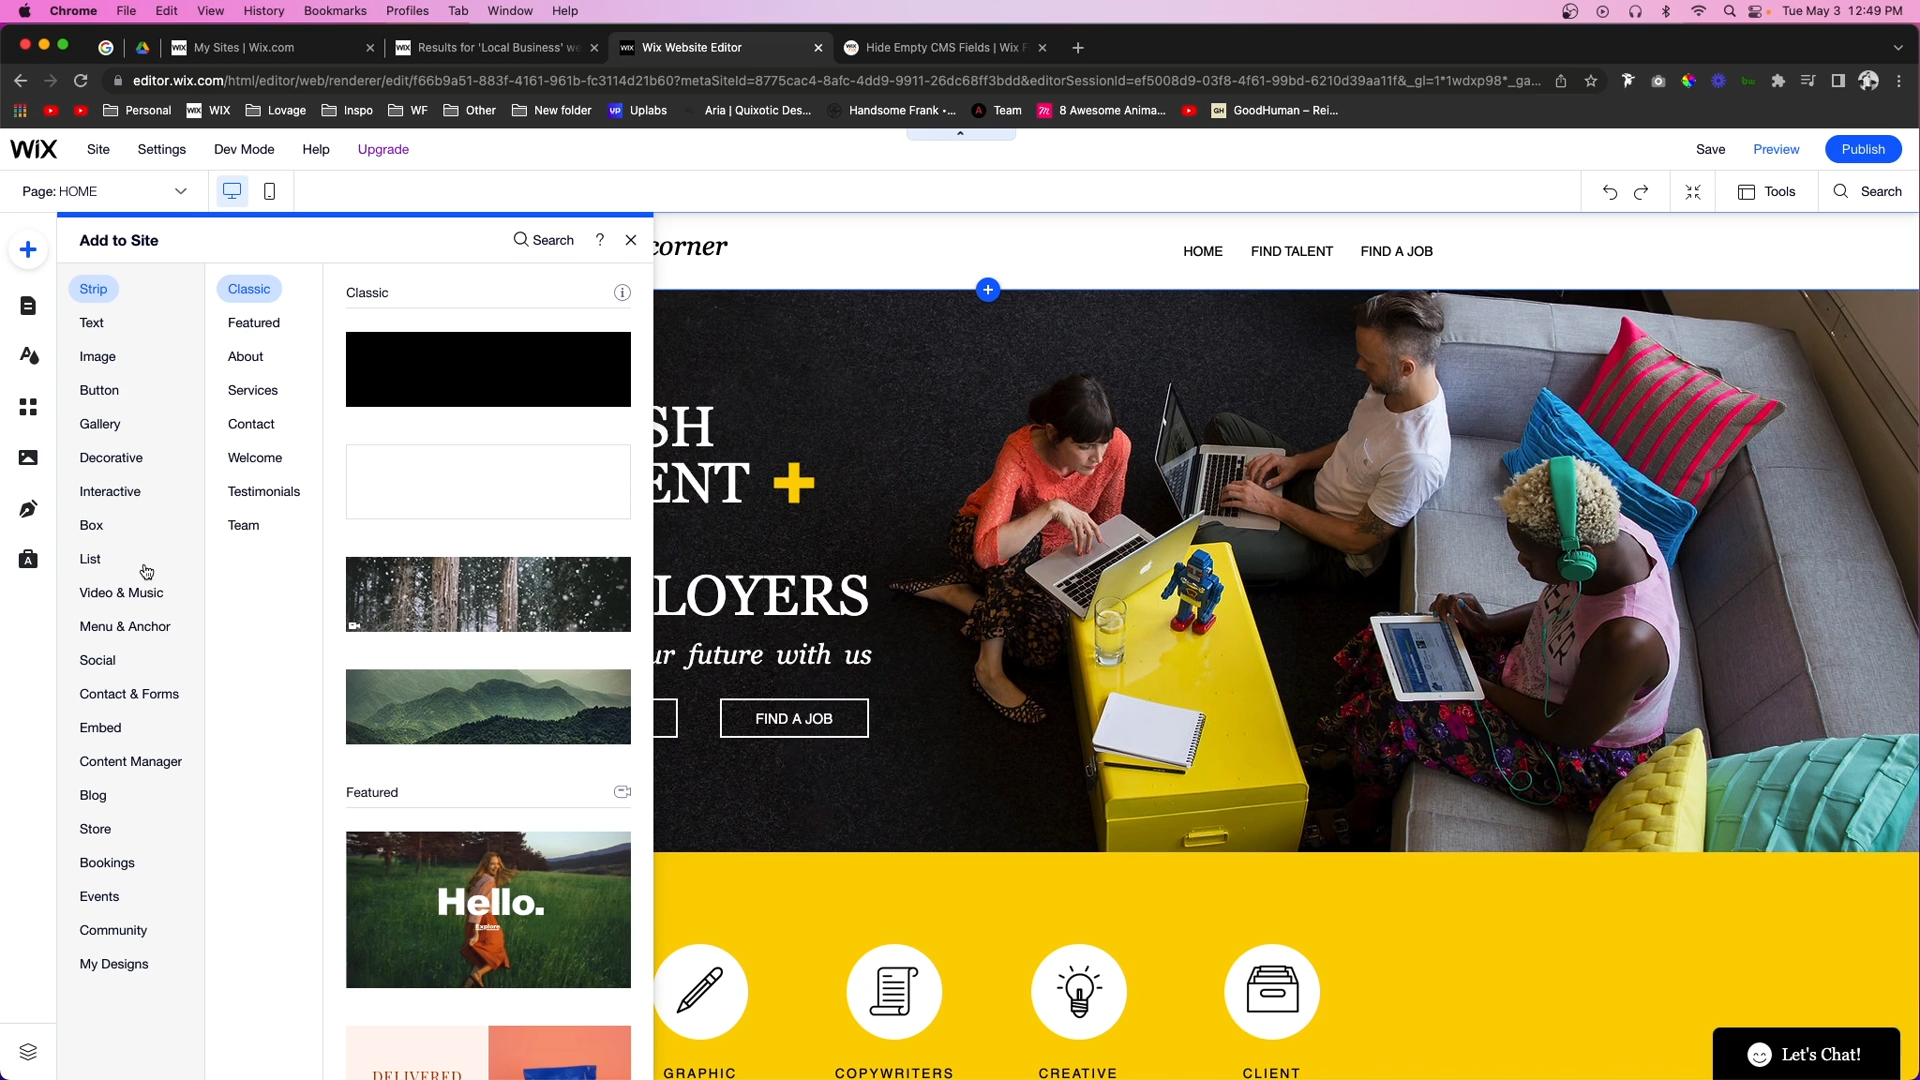 Chrome File Edit View History Bookmarks Profiles Tab Window Help Tue May 3 12:49 PM
My Sites | Wix.com Results for 'Local Business' we Wix Website Editor Hide Empty CMS Fields | Wix F
editor.wix.com/html/editor/web/renderer/edit/f66b9a51-883f-4161-961b-fc3114d21b60?metaSiteId=8775cac4-8afc-4dd9-9911-26dc68ff3bdd&editorSessionId=ef5008d9-03f8-4f61-99bd-6210d39aa11f&_gl=1*1wdxp98*_ga...
Personal WIX Lovage Inspo WF Other New folder Uplabs Aria | Quixotic Des... Handsome Frank •... Team 8 Awesome Anima... GoodHuman – Rei...
WiX Site Settings Dev Mode Help Upgrade Save Preview Publish
Page: HOME Tools Search
Add to Site Search ?
corner HOME FIND TALENT FIND A JOB
Strip
Text
Image
Button
Gallery
Decorative
Interactive
Box
List
Video & Music
Menu & Anchor
Social
Contact & Forms
Embed
Content Manager
Blog
Store
Bookings
Events
Community
My Designs
Classic
Featured
About
Services
Contact
Welcome
Testimonials
Team
Classic
Featured
Hello.
Explore
DELIVERED
SH
ENT +
LOYERS
ur future with us
FIND A JOB
GRAPHIC COPYWRITERS CREATIVE CLIENT
Let's Chat!